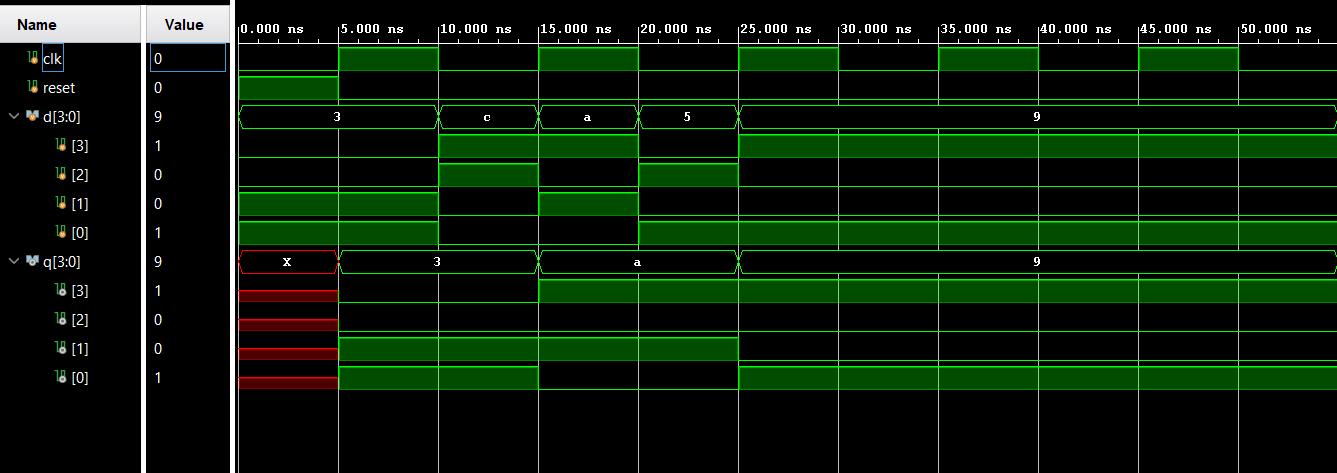 Name Value 0.000 ns 5.000 ns 10.000 ns 15.000 ns 20.000 ns 25.000 ns 30.000 ns 35.000 ns 40.000 ns 45.000 ns 50.000 ns
clk 0
reset 0
d[3:0] 9 3 c a 5 9
[3] 1
[2] 0
[1] 0
[0] 1
q[3:0] 9 X 3 a 9
[3] 1
[2] 0
[1] 0
[0] 1